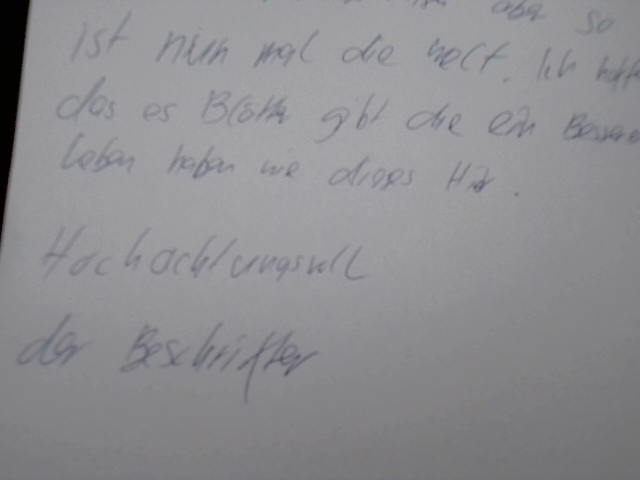 aber so
ist nun mal die welt. Ich hoffe
das es Blätter gibt die ein Besseres
leben haben wie dieses Hier.
Hochachtungsvoll
der Beschrifter